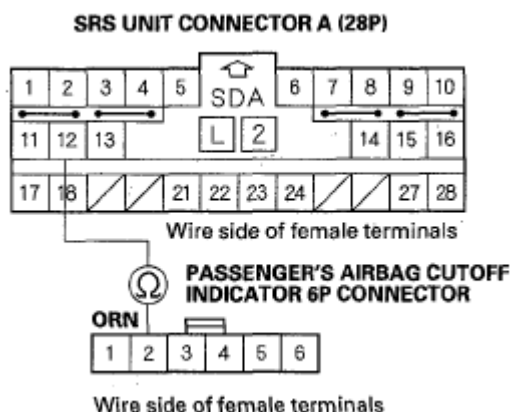 SRS UNIT CONNECTOR A (28P)
1 2 3 4 5 SDA 6 7 8 9 10
11 12 13 L 2 14 15 16
17 18 21 22 23 24 27 28
Wire side of female terminals
Ω PASSENGER'S AIRBAG CUTOFF
INDICATOR 6P CONNECTOR
ORN
1 2 3 4 5 6
Wire side of female terminals